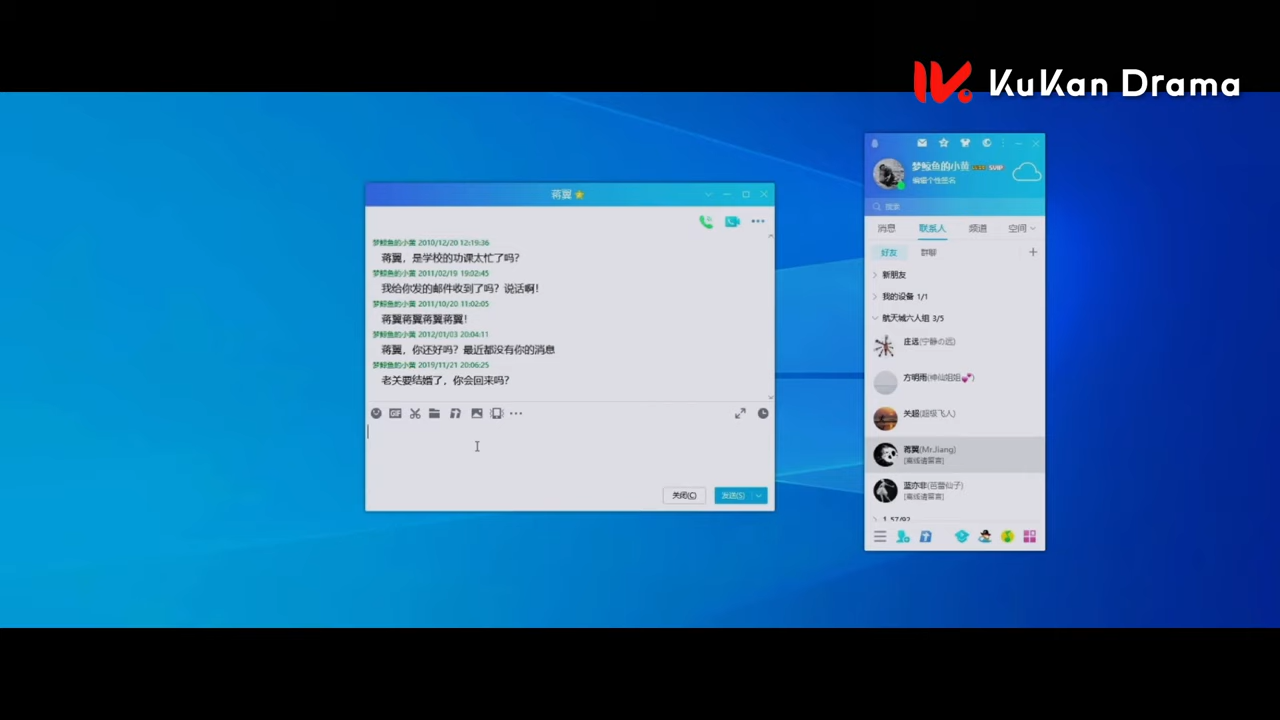 KuKan Drama
蒋翼
梦鲸鱼的小黄 2010/12/20 12:19:36
蒋翼，是学校的功课太忙了吗？
梦鲸鱼的小黄 2011/02/19 19:02:45
我给你发的邮件收到了吗？说话啊！
梦鲸鱼的小黄 2011/10/20 11:02:05
蒋翼蒋翼蒋翼蒋翼！
梦鲸鱼的小黄 2012/01/03 20:04:11
蒋翼，你还好吗？最近都没有你的消息
梦鲸鱼的小黄 2019/11/21 20:06:25
老关要结婚了，你会回来吗？
关闭(C) 发送(S)
梦鲸鱼的小黄 SVIP
编辑个性签名
搜索
消息 联系人 频道 空间
好友 群聊
新朋友
我的设备 1/1
航天城六人组 3/5
庄远(宁静の远)
方明雨(神仙姐姐)
关超(超级飞人)
蒋翼(Mr.Jiang)
[离线请留言]
蓝亦非(芭蕾仙子)
[离线请留言]
1 57/92